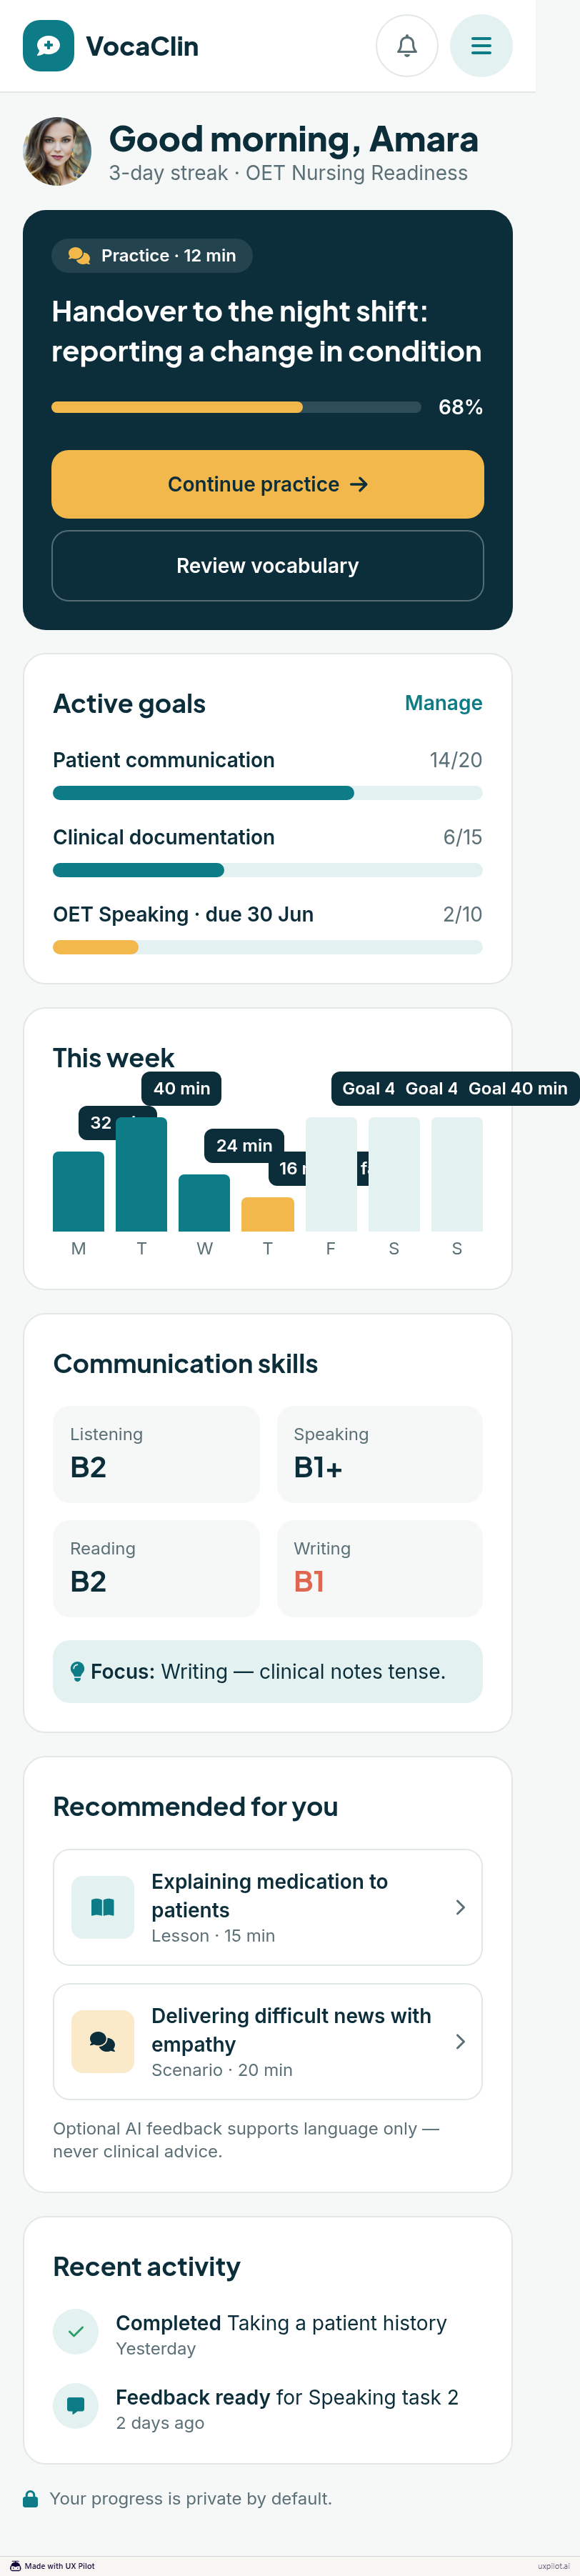 VocaClin
Good morning, Amara
3-day streak · OET Nursing Readiness
Practice · 12 min
Handover to the night shift:
reporting a change in condition
68%
Continue practice →
Review vocabulary
Active goals
Manage
Patient communication
14/20
Clinical documentation
6/15
OET Speaking · due 30 Jun
2/10
This week
40 min
Goal 4
Goal 4
Goal 40 min
32
24 min
16
M
T
W
T
F
S
S
Communication skills
Listening
Speaking
B2
B1+
Reading
Writing
B2
B1
Focus: Writing — clinical notes tense.
Recommended for you
Explaining medication to
patients
Lesson · 15 min
Delivering difficult news with
empathy
Scenario · 20 min
Optional AI feedback supports language only —
never clinical advice.
Recent activity
Completed Taking a patient history
Yesterday
Feedback ready for Speaking task 2
2 days ago
Your progress is private by default.
Made with UX Pilot
uxpilot.ai